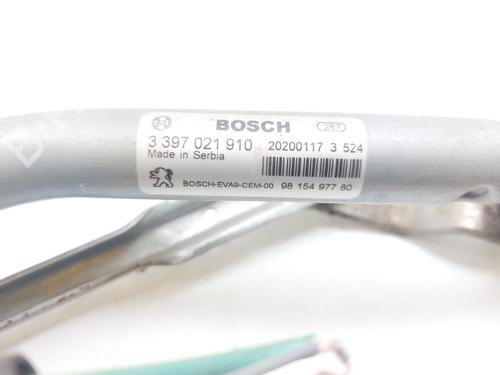 BOSCH 257
3 397 021 910 20200117 3 524
Made in Serbia
BOSCH-EVA9-CEM-00 98 154 977 80